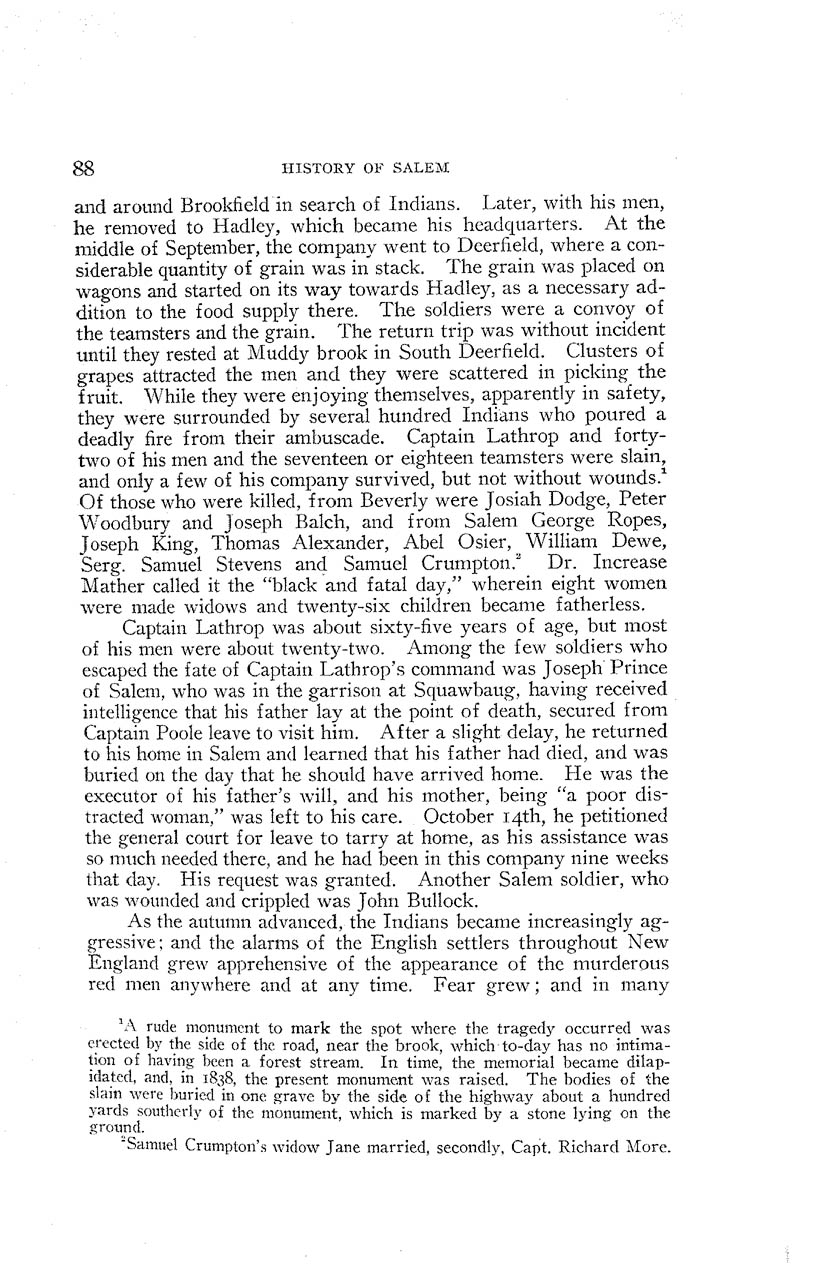 88 HISTORY OF SALEM
and around Brookfield in search of Indians. Later, with his men,
he removed to Hadley, which became his headquarters. At the
middle of September, the company went to Deerfield, where a con-
siderable quantity of grain was in stack. The grain was placed on
wagons and started on its way towards Hadley, as a necessary ad-
dition to the food supply there. The soldiers were a convoy of
the teamsters and the grain. The return trip was without incident
until they rested at Muddy brook in South Deerfield. Clusters of
grapes attracted the men and they were scattered in picking the
fruit. While they were enjoying themselves, apparently in safety,
they were surrounded by several hundred Indians who poured a
deadly fire from their ambuscade. Captain Lathrop and forty-
two of his men and the seventeen or eighteen teamsters were slain,
and only a few of his company survived, but not without wounds.¹
Of those who were killed, from Beverly were Josiah Dodge, Peter
Woodbury and Joseph Balch, and from Salem George Ropes,
Joseph King, Thomas Alexander, Abel Osier, William Dewe,
Serg. Samuel Stevens and Samuel Crumpton.² Dr. Increase
Mather called it the "black and fatal day," wherein eight women
were made widows and twenty-six children became fatherless.
Captain Lathrop was about sixty-five years of age, but most
of his men were about twenty-two. Among the few soldiers who
escaped the fate of Captain Lathrop's command was Joseph Prince
of Salem, who was in the garrison at Squawbaug, having received
intelligence that his father lay at the point of death, secured from
Captain Poole leave to visit him. After a slight delay, he returned
to his home in Salem and learned that his father had died, and was
buried on the day that he should have arrived home. He was the
executor of his father's will, and his mother, being "a poor dis-
tracted woman," was left to his care. October 14th, he petitioned
the general court for leave to tarry at home, as his assistance was
so much needed there, and he had been in this company nine weeks
that day. His request was granted. Another Salem soldier, who
was wounded and crippled was John Bullock.
As the autumn advanced, the Indians became increasingly ag-
gressive; and the alarms of the English settlers throughout New
England grew apprehensive of the appearance of the murderous
red men anywhere and at any time. Fear grew; and in many
¹A rude monument to mark the spot where the tragedy occurred was
erected by the side of the road, near the brook, which to-day has no intima-
tion of having been a forest stream. In time, the memorial became dilap-
idated, and, in 1838, the present monument was raised. The bodies of the
slain were buried in one grave by the side of the highway about a hundred
yards southerly of the monument, which is marked by a stone lying on the
ground.
²Samuel Crumpton's widow Jane married, secondly, Capt. Richard More.